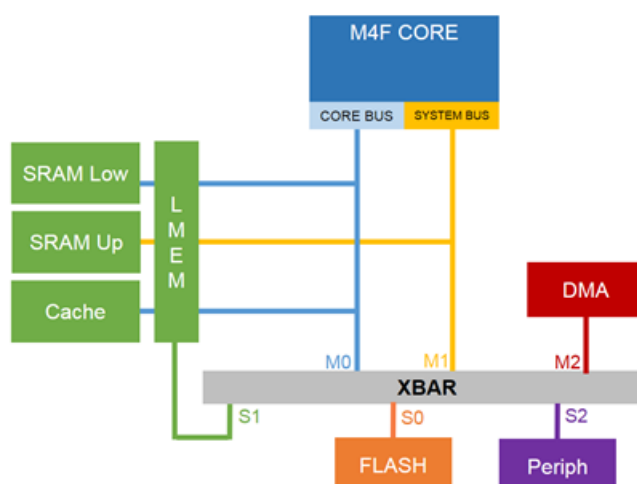 M4F CORE
CORE BUS
SYSTEM BUS
SRAM Low
SRAM Up
Cache
L
M
E
M
DMA
M0
M1
M2
XBAR
S1
S0
S2
FLASH
Periph